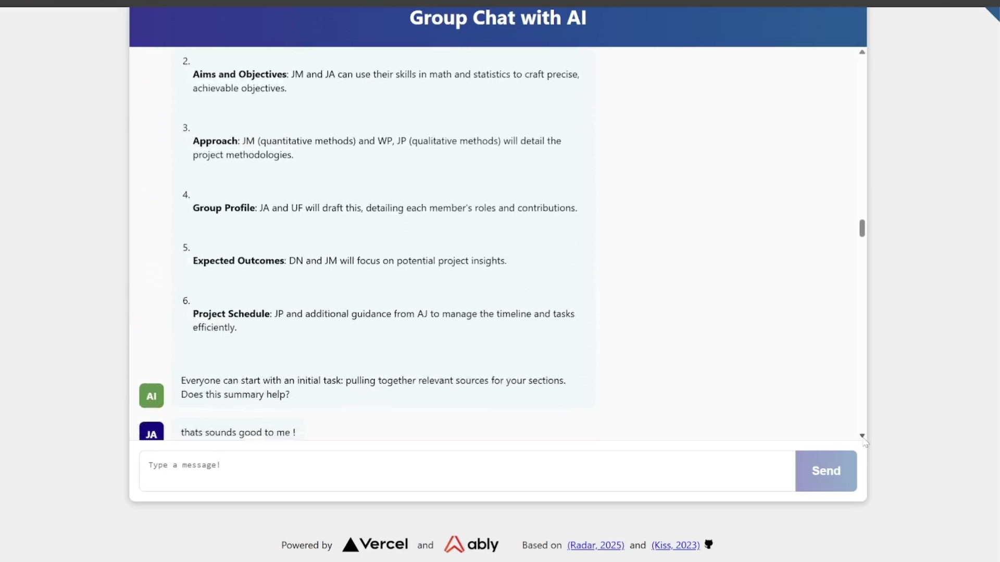 Group Chat with AI
2.
Aims and Objectives: JM and JA can use their skills in math and statistics to craft precise,
achievable objectives.
3.
Approach: JM (quantitative methods) and WP, JP (qualitative methods) will detail the
project methodologies.
4.
Group Profile: JA and UF will draft this, detailing each member's roles and contributions.
5.
Expected Outcomes: DN and JM will focus on potential project insights.
6.
Project Schedule: JP and additional guidance from AJ to manage the timeline and tasks
efficiently.
Everyone can start with an initial task: pulling together relevant sources for your sections.
Does this summary help?
AI
JA
thats sounds good to me !
Type a message!
Send
Powered by Vercel and ably Based on (Radar, 2025) and (Kiss, 2023)